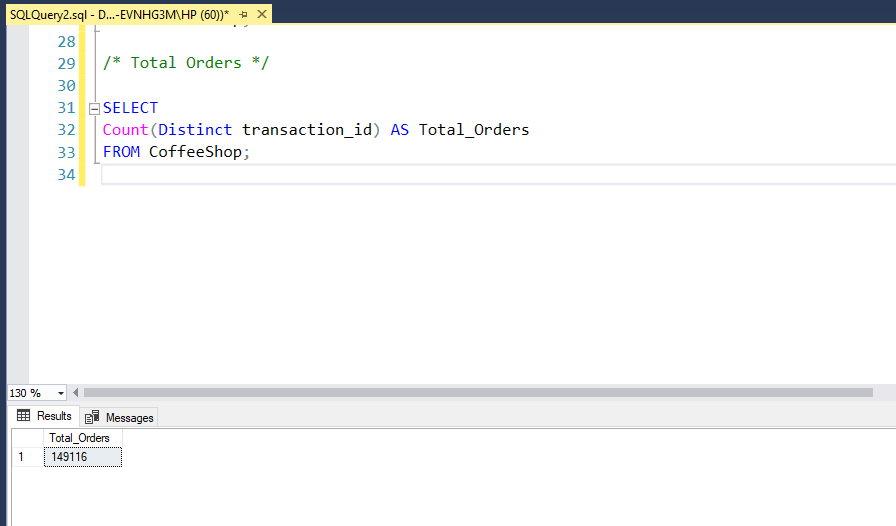 SQLQuery2.sql - D...-EVNHG3M\HP (60))*
28
29 /* Total Orders */
30
31 SELECT
32 Count(Distinct transaction_id) AS Total_Orders
33 FROM CoffeeShop;
34
130 %
Results Messages
Total_Orders
1 149116